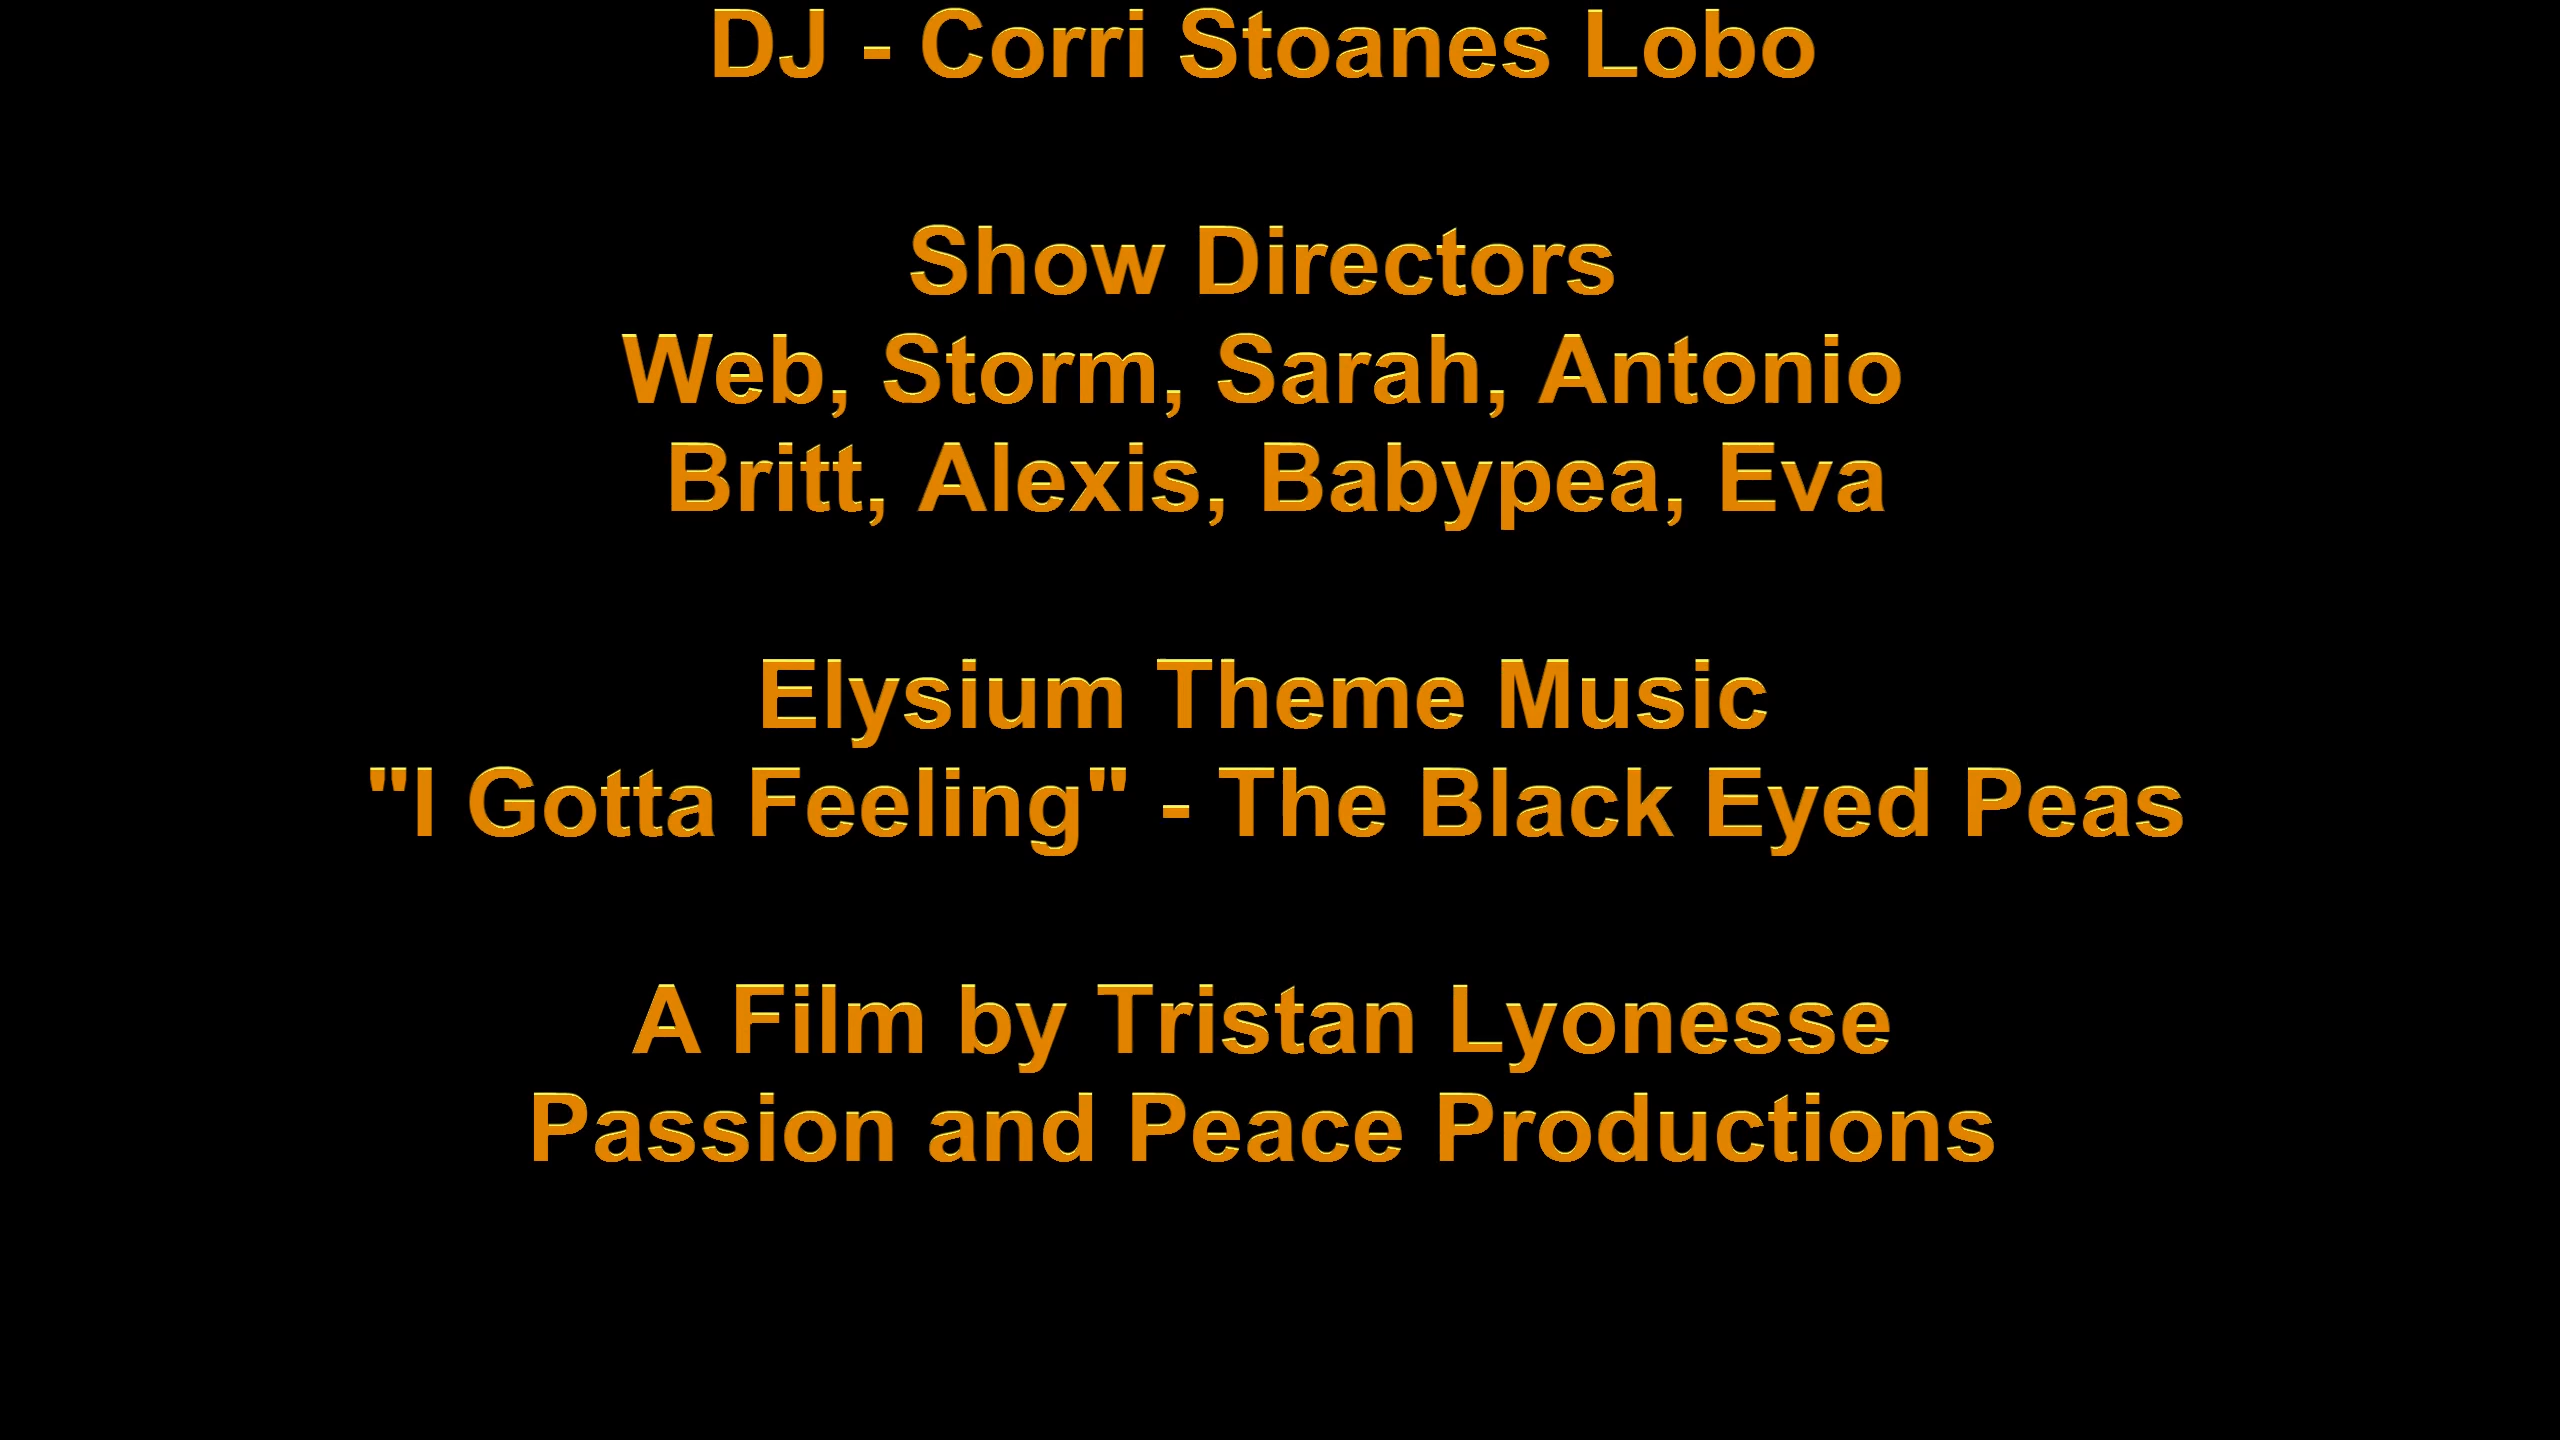 DJ - Corri Stoanes Lobo
Show Directors
Web, Storm, Sarah, Antonio
Britt, Alexis, Babypea, Eva
Elysium Theme Music
"I Gotta Feeling" - The Black Eyed Peas
A Film by Tristan Lyonesse
Passion and Peace Productions